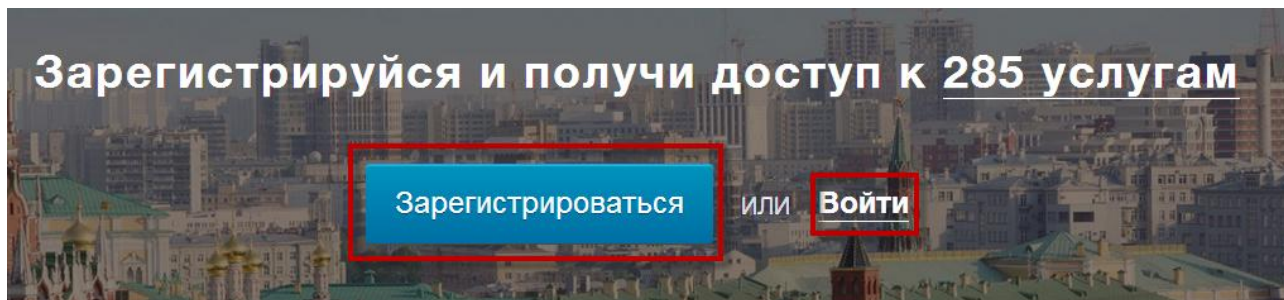 Зарегистрируйся и получи доступ к 285 услугам
Зарегистрироваться или Войти